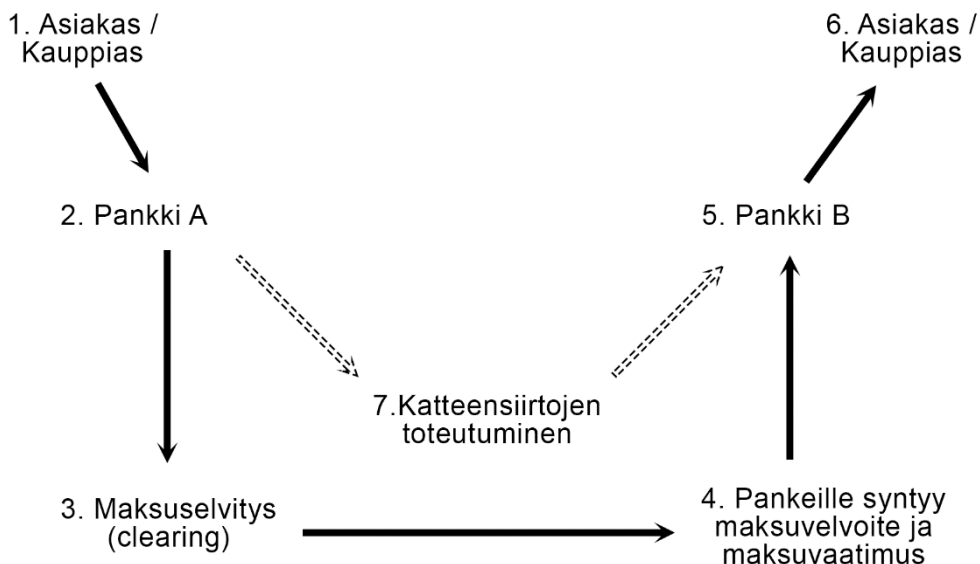 1. Asiakas /
Kauppias
6. Asiakas /
Kauppias
2. Pankki A
5. Pankki B
7.Katteensiirtojen
toteutuminen
3. Maksuselvitys
(clearing)
4. Pankeille syntyy
maksuvelvoite ja
maksuvaatimus